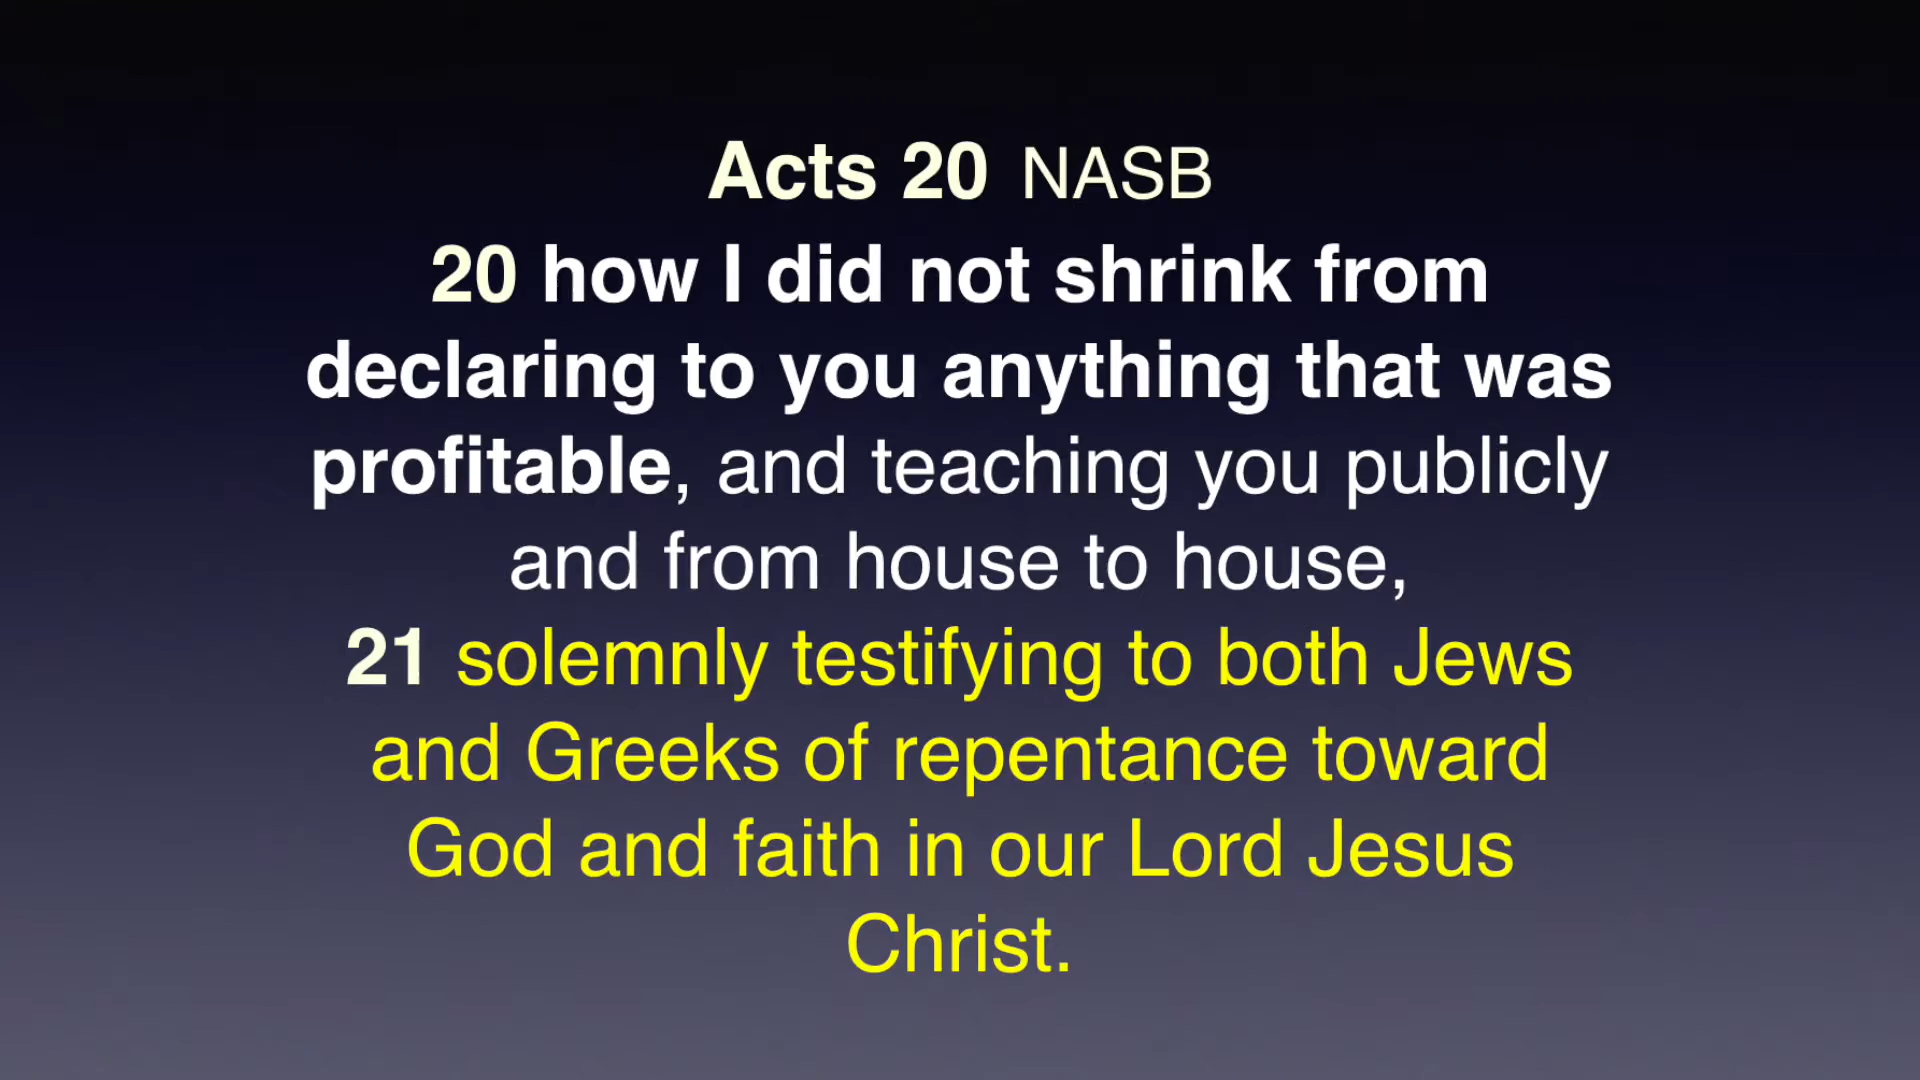 Acts 20 NASB
20 how I did not shrink from
declaring to you anything that was
profitable, and teaching you publicly
and from house to house,
21 solemnly testifying to both Jews
and Greeks of repentance toward
God and faith in our Lord Jesus
Christ.